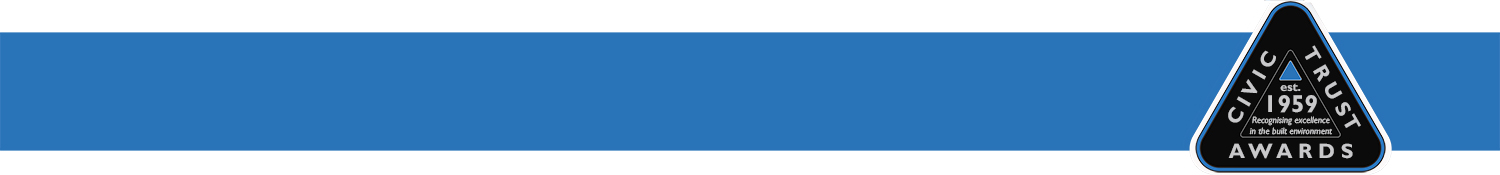 CIVIC TRUST
est.
1959
Recognising excellence
in the built environment
AWARDS